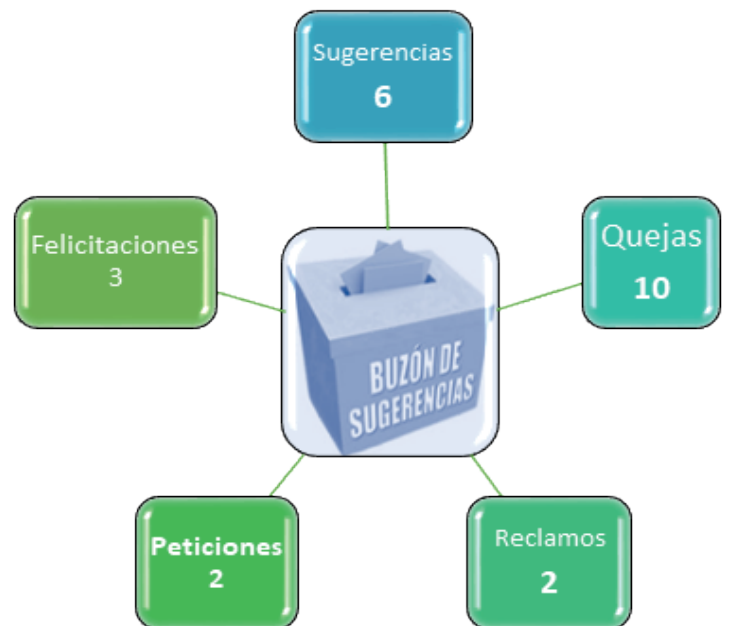 Sugerencias
6
Felicitaciones
3
Quejas
10
BUZÓN DE
SUGERENCIAS
Peticiones
2
Reclamos
2